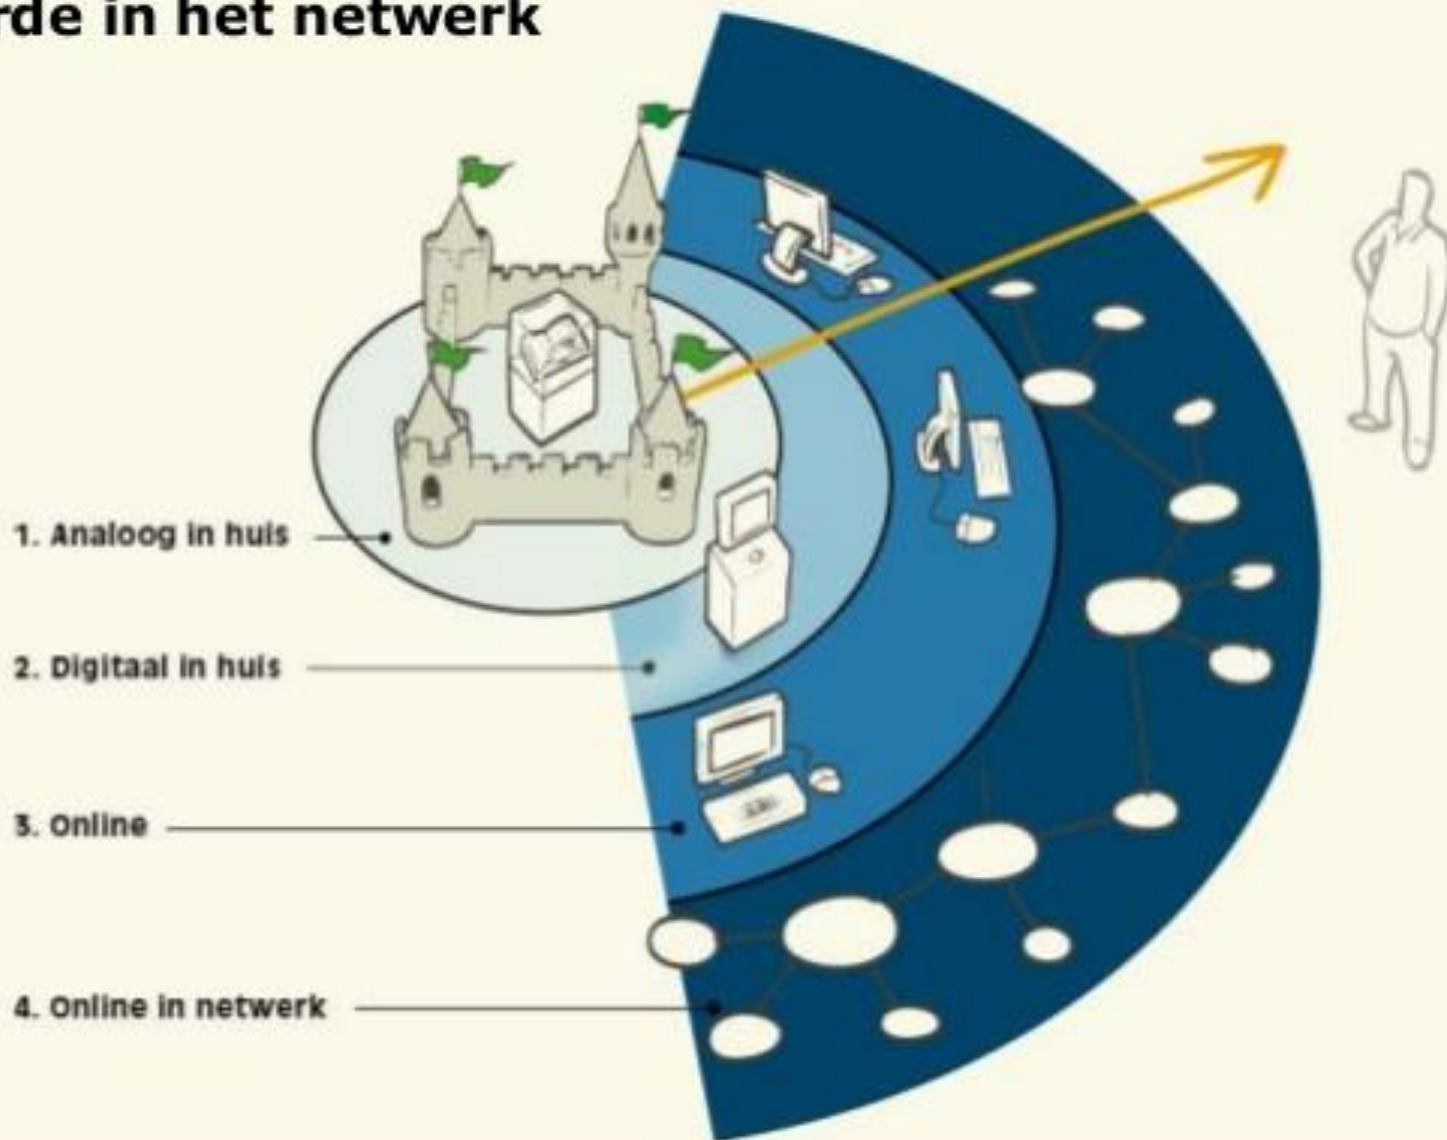 rde in het netwerk
1. Analoog in huis
2. Digitaal in huis
3. Online
4. Online in netwerk